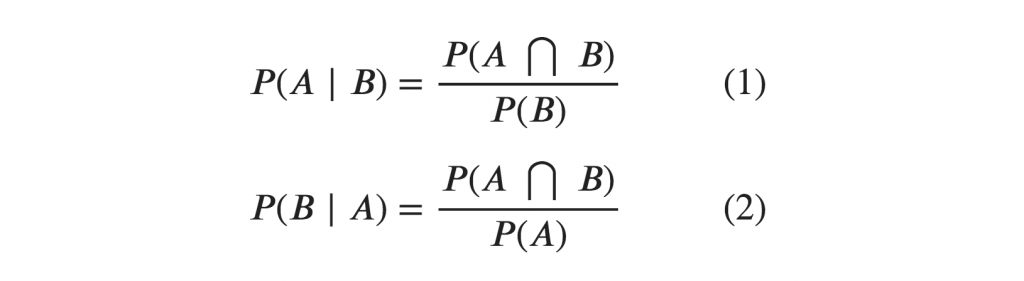 P(A | B) = P(A ⋂ B) / P(B) (1)
P(B | A) = P(A ⋂ B) / P(A) (2)